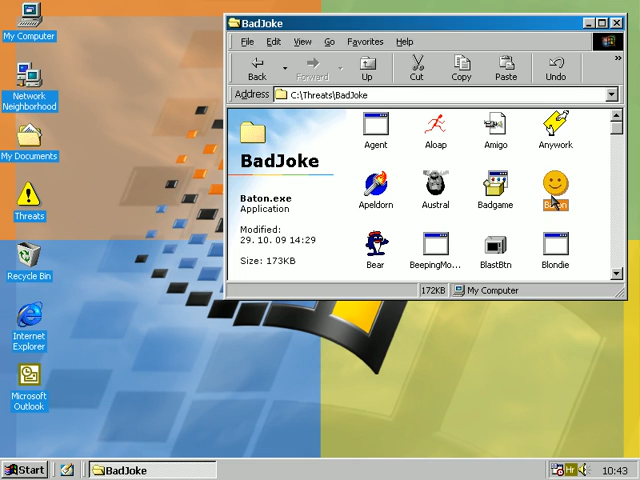 My Computer
Network
Neighborhood
My Documents
Threats
Recycle Bin
Internet
Explorer
Microsoft
Outlook
BadJoke
File Edit View Go Favorites Help
Back Forward Up Cut Copy Paste Undo
Address C:\Threats\BadJoke
BadJoke
Baton.exe
Application
Modified:
29. 10. 09 14:29
Size: 173KB
Agent Aloap Amigo Anywork
Apeldorn Austral Badgame Baton
Bear BeepingMo... BlastBtn Blondie
172KB My Computer
Start BadJoke Hr 10:43